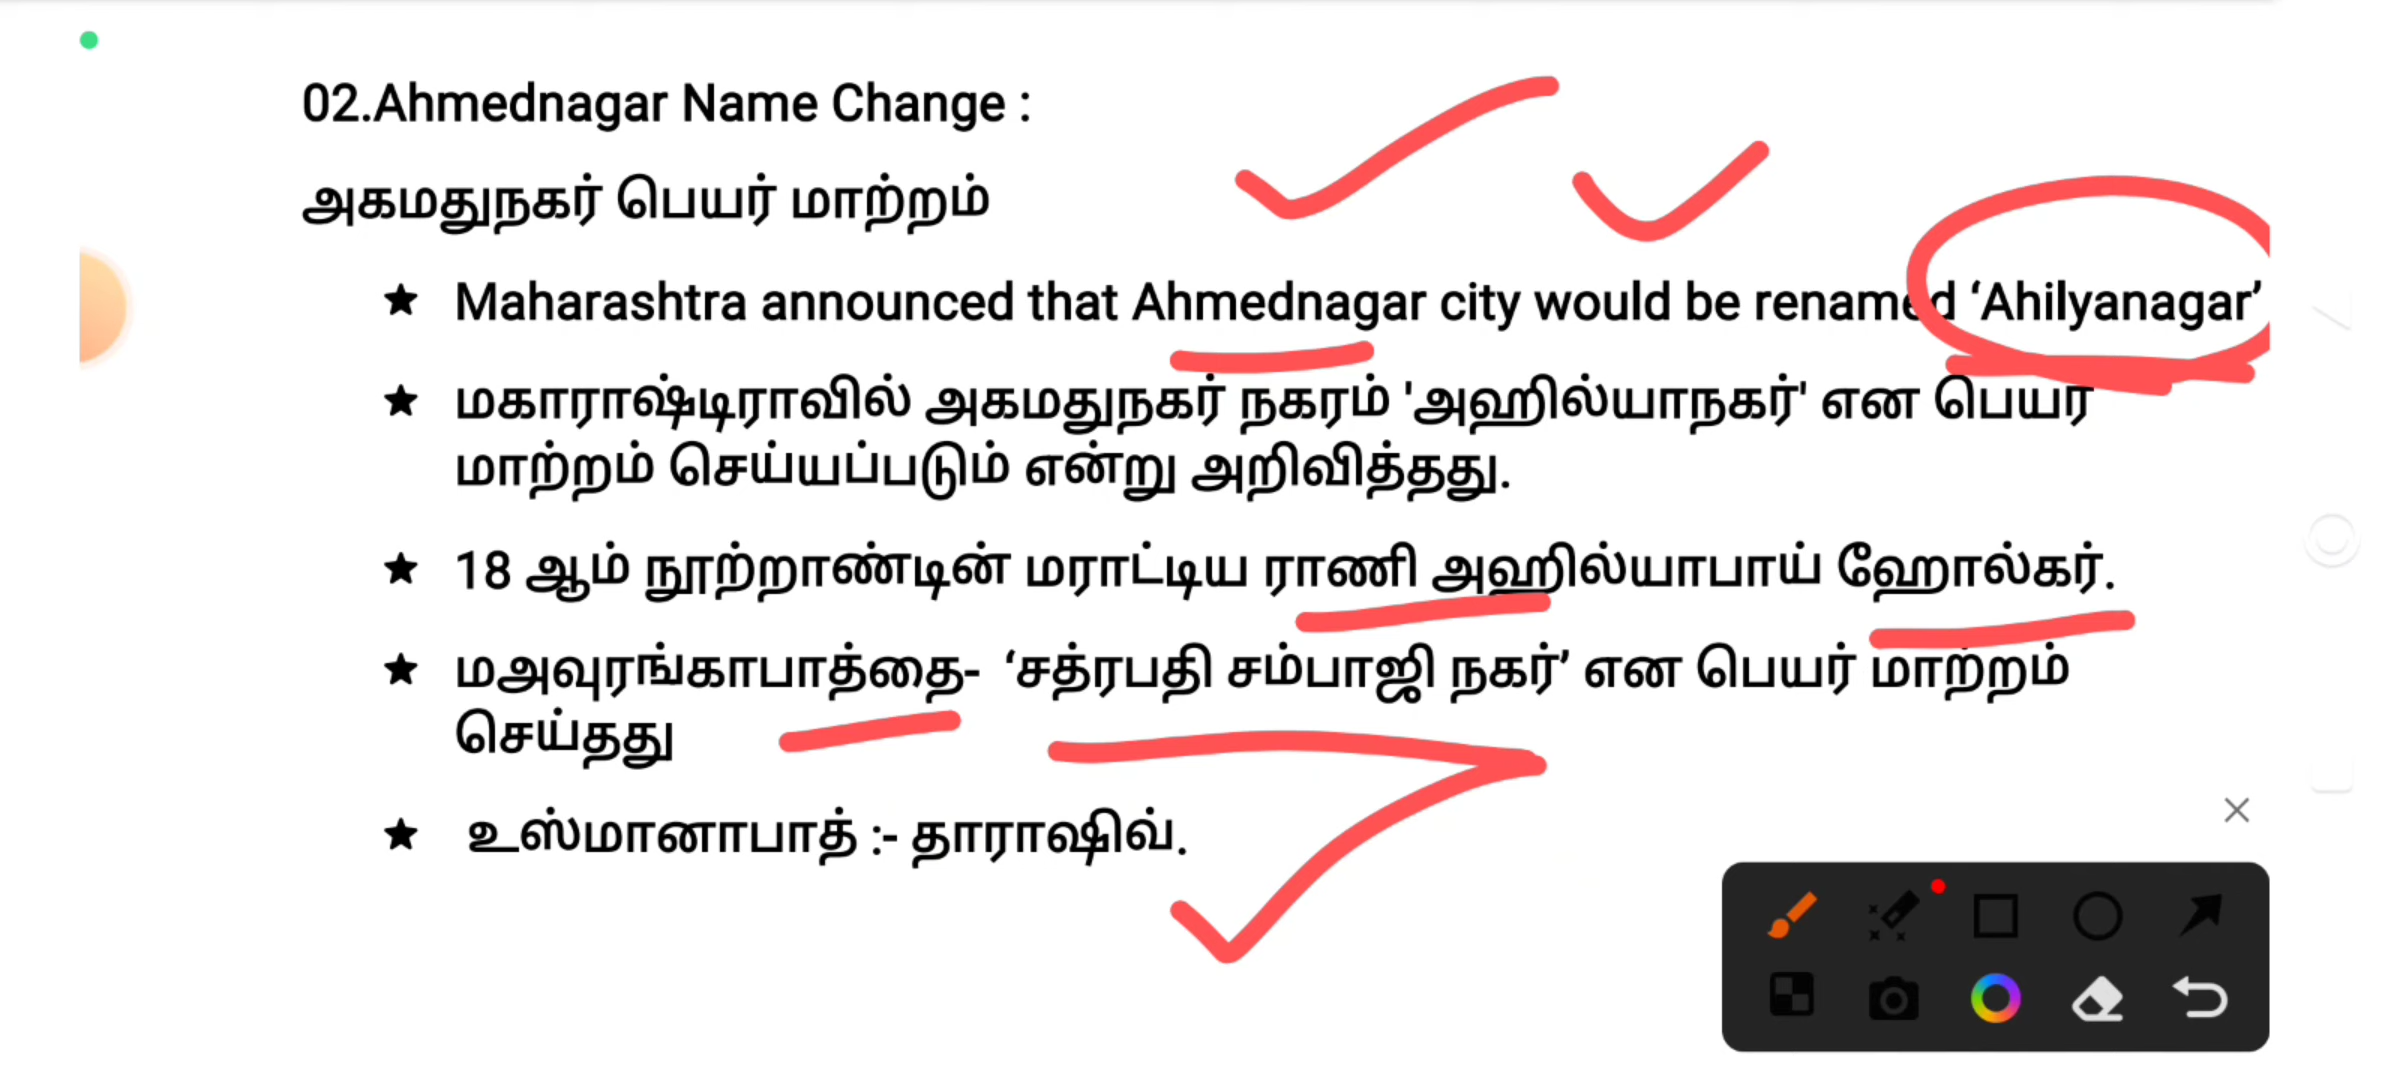 02.Ahmednagar Name Change :
அகமதுநகர் பெயர் மாற்றம்
★ Maharashtra announced that Ahmednagar city would be renamed ‘Ahilyanagar’
★ மகாராஷ்டிராவில் அகமதுநகர் நகரம் 'அஹில்யாநகர்' என பெயர்
மாற்றம் செய்யப்படும் என்று அறிவித்தது.
★ 18 ஆம் நூற்றாண்டின் மராட்டிய ராணி அஹில்யாபாய் ஹோல்கர்.
★ மஅவுரங்காபாத்தை- ‘சத்ரபதி சம்பாஜி நகர்’ என பெயர் மாற்றம்
செய்தது
★ உஸ்மானாபாத் :- தாராஷிவ்.